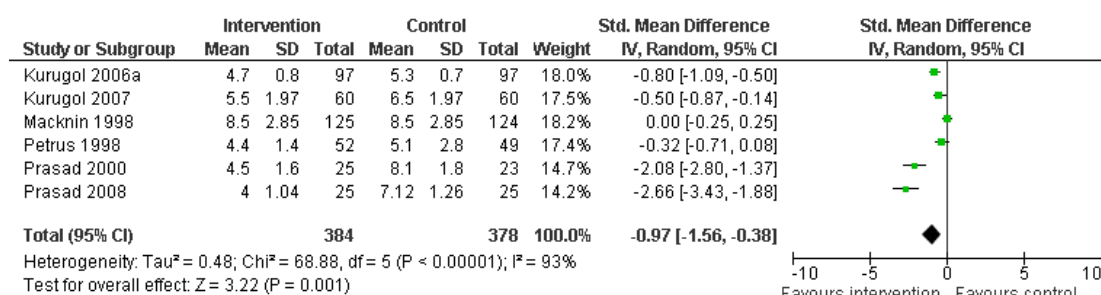 Intervention Control Std. Mean Difference Std. Mean Difference
Study or Subgroup Mean SD Total Mean SD Total Weight IV, Random, 95% CI IV, Random, 95% CI
Kurugol 2006a 4.7 0.8 97 5.3 0.7 97 18.0% -0.80 [-1.09, -0.50]
Kurugol 2007 5.5 1.97 60 6.5 1.97 60 17.5% -0.50 [-0.87, -0.14]
Macknin 1998 8.5 2.85 125 8.5 2.85 124 18.2% 0.00 [-0.25, 0.25]
Petrus 1998 4.4 1.4 52 5.1 2.8 49 17.4% -0.32 [-0.71, 0.08]
Prasad 2000 4.5 1.6 25 8.1 1.8 23 14.7% -2.08 [-2.80, -1.37]
Prasad 2008 4 1.04 25 7.12 1.26 25 14.2% -2.66 [-3.43, -1.88]
Total (95% CI) 384 378 100.0% -0.97 [-1.56, -0.38]
Heterogeneity: Tau² = 0.48; Chi² = 68.88, df = 5 (P < 0.00001); I² = 93%
Test for overall effect: Z = 3.22 (P = 0.001)
-10 -5 0 5 10
Favours intervention Favours control